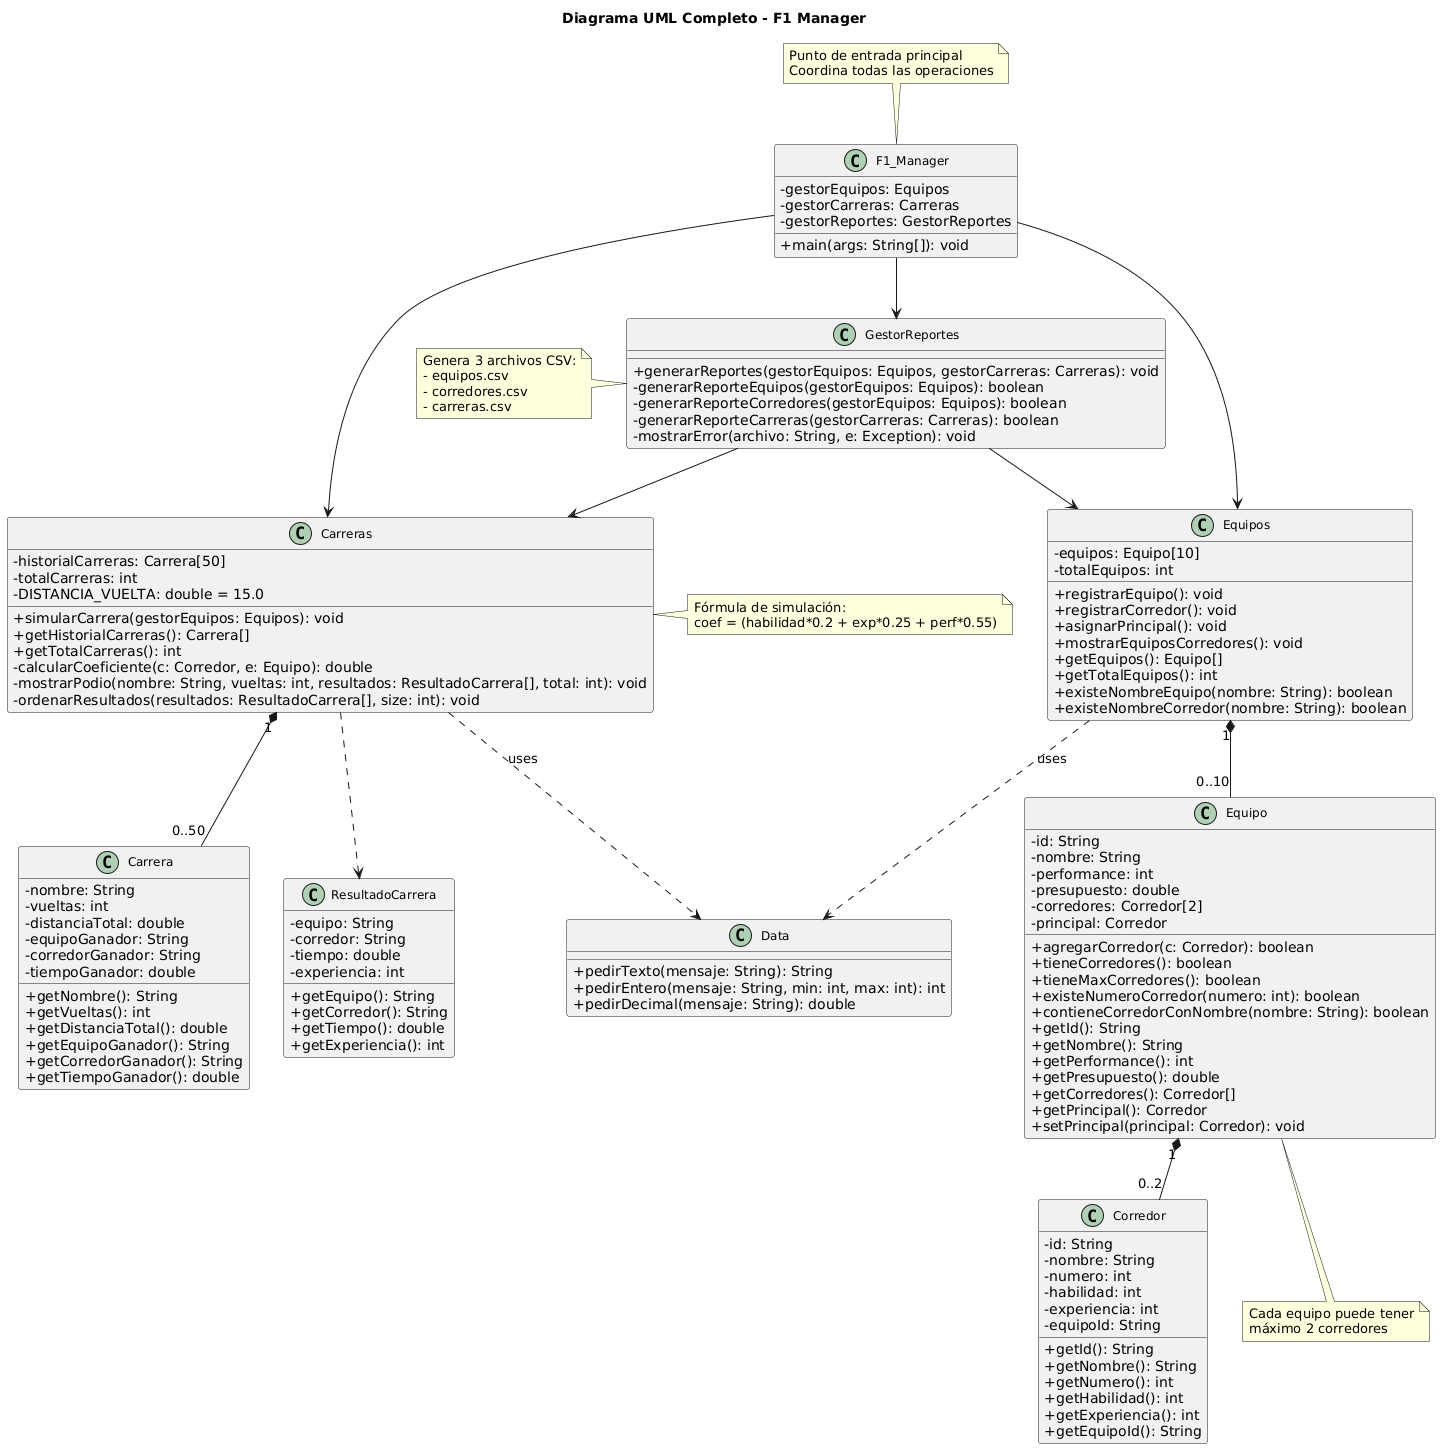 Diagrama UML Completo - F1 Manager
Punto de entrada principal
Coordina todas las operaciones
C F1_Manager
-gestorEquipos: Equipos
-gestorCarreras: Carreras
-gestorReportes: GestorReportes
+main(args: String[]): void
C GestorReportes
+generarReportes(gestorEquipos: Equipos, gestorCarreras: Carreras): void
-generarReporteEquipos(gestorEquipos: Equipos): boolean
-generarReporteCorredores(gestorEquipos: Equipos): boolean
-generarReporteCarreras(gestorCarreras: Carreras): boolean
-mostrarError(archivo: String, e: Exception): void
Genera 3 archivos CSV:
- equipos.csv
- corredores.csv
- carreras.csv
C Carreras
-historialCarreras: Carrera[50]
-totalCarreras: int
-DISTANCIA_VUELTA: double = 15.0
+simularCarrera(gestorEquipos: Equipos): void
+getHistorialCarreras(): Carrera[]
+getTotalCarreras(): int
-calcularCoeficiente(c: Corredor, e: Equipo): double
-mostrarPodio(nombre: String, vueltas: int, resultados: ResultadoCarrera[], total: int): void
-ordenarResultados(resultados: ResultadoCarrera[], size: int): void
Fórmula de simulación:
coef = (habilidad*0.2 + exp*0.25 + perf*0.55)
C Equipos
-equipos: Equipo[10]
-totalEquipos: int
+registrarEquipo(): void
+registrarCorredor(): void
+asignarPrincipal(): void
+mostrarEquiposCorredores(): void
+getEquipos(): Equipo[]
+getTotalEquipos(): int
+existeNombreEquipo(nombre: String): boolean
+existeNombreCorredor(nombre: String): boolean
1
0..50
uses
uses
1
0..10
C Carrera
-nombre: String
-vueltas: int
-distanciaTotal: double
-equipoGanador: String
-corredorGanador: String
-tiempoGanador: double
+getNombre(): String
+getVueltas(): int
+getDistanciaTotal(): double
+getEquipoGanador(): String
+getCorredorGanador(): String
+getTiempoGanador(): double
C ResultadoCarrera
-equipo: String
-corredor: String
-tiempo: double
-experiencia: int
+getEquipo(): String
+getCorredor(): String
+getTiempo(): double
+getExperiencia(): int
C Data
+pedirTexto(mensaje: String): String
+pedirEntero(mensaje: String, min: int, max: int): int
+pedirDecimal(mensaje: String): double
C Equipo
-id: String
-nombre: String
-performance: int
-presupuesto: double
-corredores: Corredor[2]
-principal: Corredor
+agregarCorredor(c: Corredor): boolean
+tieneCorredores(): boolean
+tieneMaxCorredores(): boolean
+existeNumeroCorredor(numero: int): boolean
+contieneCorredorConNombre(nombre: String): boolean
+getId(): String
+getNombre(): String
+getPerformance(): int
+getPresupuesto(): double
+getCorredores(): Corredor[]
+getPrincipal(): Corredor
+setPrincipal(principal: Corredor): void
1
0..2
C Corredor
-id: String
-nombre: String
-numero: int
-habilidad: int
-experiencia: int
-equipoId: String
+getId(): String
+getNombre(): String
+getNumero(): int
+getHabilidad(): int
+getExperiencia(): int
+getEquipoId(): String
Cada equipo puede tener
máximo 2 corredores